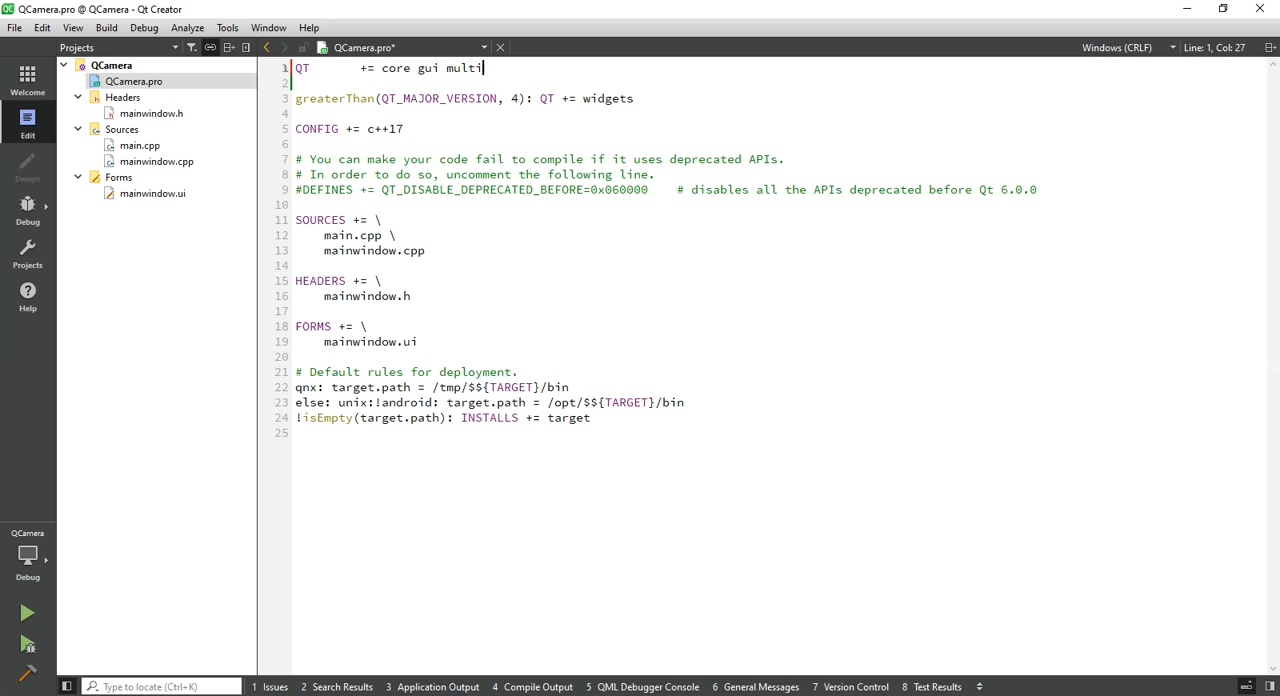 QCamera.pro @ QCamera - Qt Creator
File Edit View Build Debug Analyze Tools Window Help
Projects QCamera.pro* Windows (CRLF) Line: 1, Col: 27
Welcome
Edit
Design
Debug
Projects
Help
QCamera
Debug
QCamera
QCamera.pro
Headers
mainwindow.h
Sources
main.cpp
mainwindow.cpp
Forms
mainwindow.ui
1 QT       += core gui multi
2
3 greaterThan(QT_MAJOR_VERSION, 4): QT += widgets
4
5 CONFIG += c++17
6
7 # You can make your code fail to compile if it uses deprecated APIs.
8 # In order to do so, uncomment the following line.
9 #DEFINES += QT_DISABLE_DEPRECATED_BEFORE=0x060000    # disables all the APIs deprecated before Qt 6.0.0
10
11 SOURCES += \
12     main.cpp \
13     mainwindow.cpp
14
15 HEADERS += \
16     mainwindow.h
17
18 FORMS += \
19     mainwindow.ui
20
21 # Default rules for deployment.
22 qnx: target.path = /tmp/$${TARGET}/bin
23 else: unix:!android: target.path = /opt/$${TARGET}/bin
24 !isEmpty(target.path): INSTALLS += target
25
Type to locate (Ctrl+K) 1 Issues 2 Search Results 3 Application Output 4 Compile Output 5 QML Debugger Console 6 General Messages 7 Version Control 8 Test Results